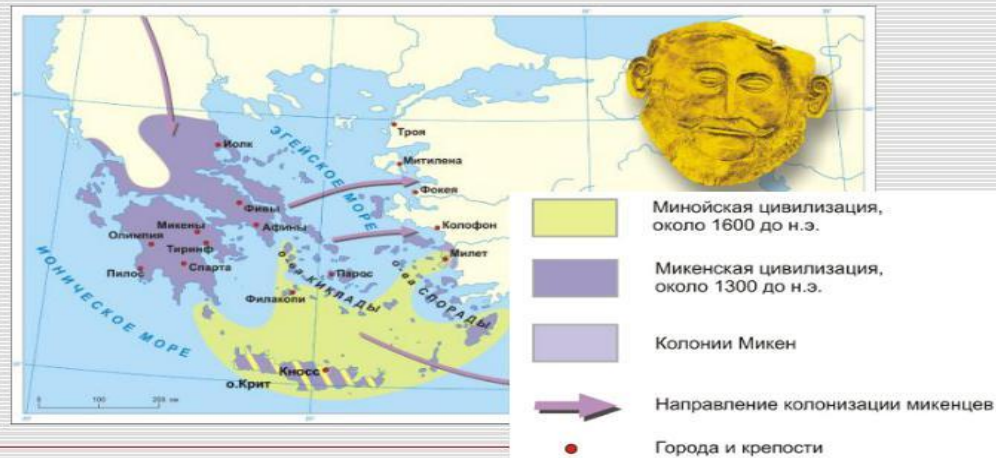 ЭГЕЙСКОЕ МОРЕ
Троя
Иолк
Митилена
Фокея
Фивы
Микены
Афины
Колофон
Олимпия
Тиринф
Милет
Пилос
Спарта
Парос
о-ва КИКЛАДЫ
о-ва СПОРАДЫ
Филакопи
ИОНИЧЕСКОЕ МОРЕ
Кносс
о.Крит
0 100 200 км
Минойская цивилизация,
около 1600 до н.э.
Микенская цивилизация,
около 1300 до н.э.
Колонии Микен
Направление колонизации микенцев
Города и крепости